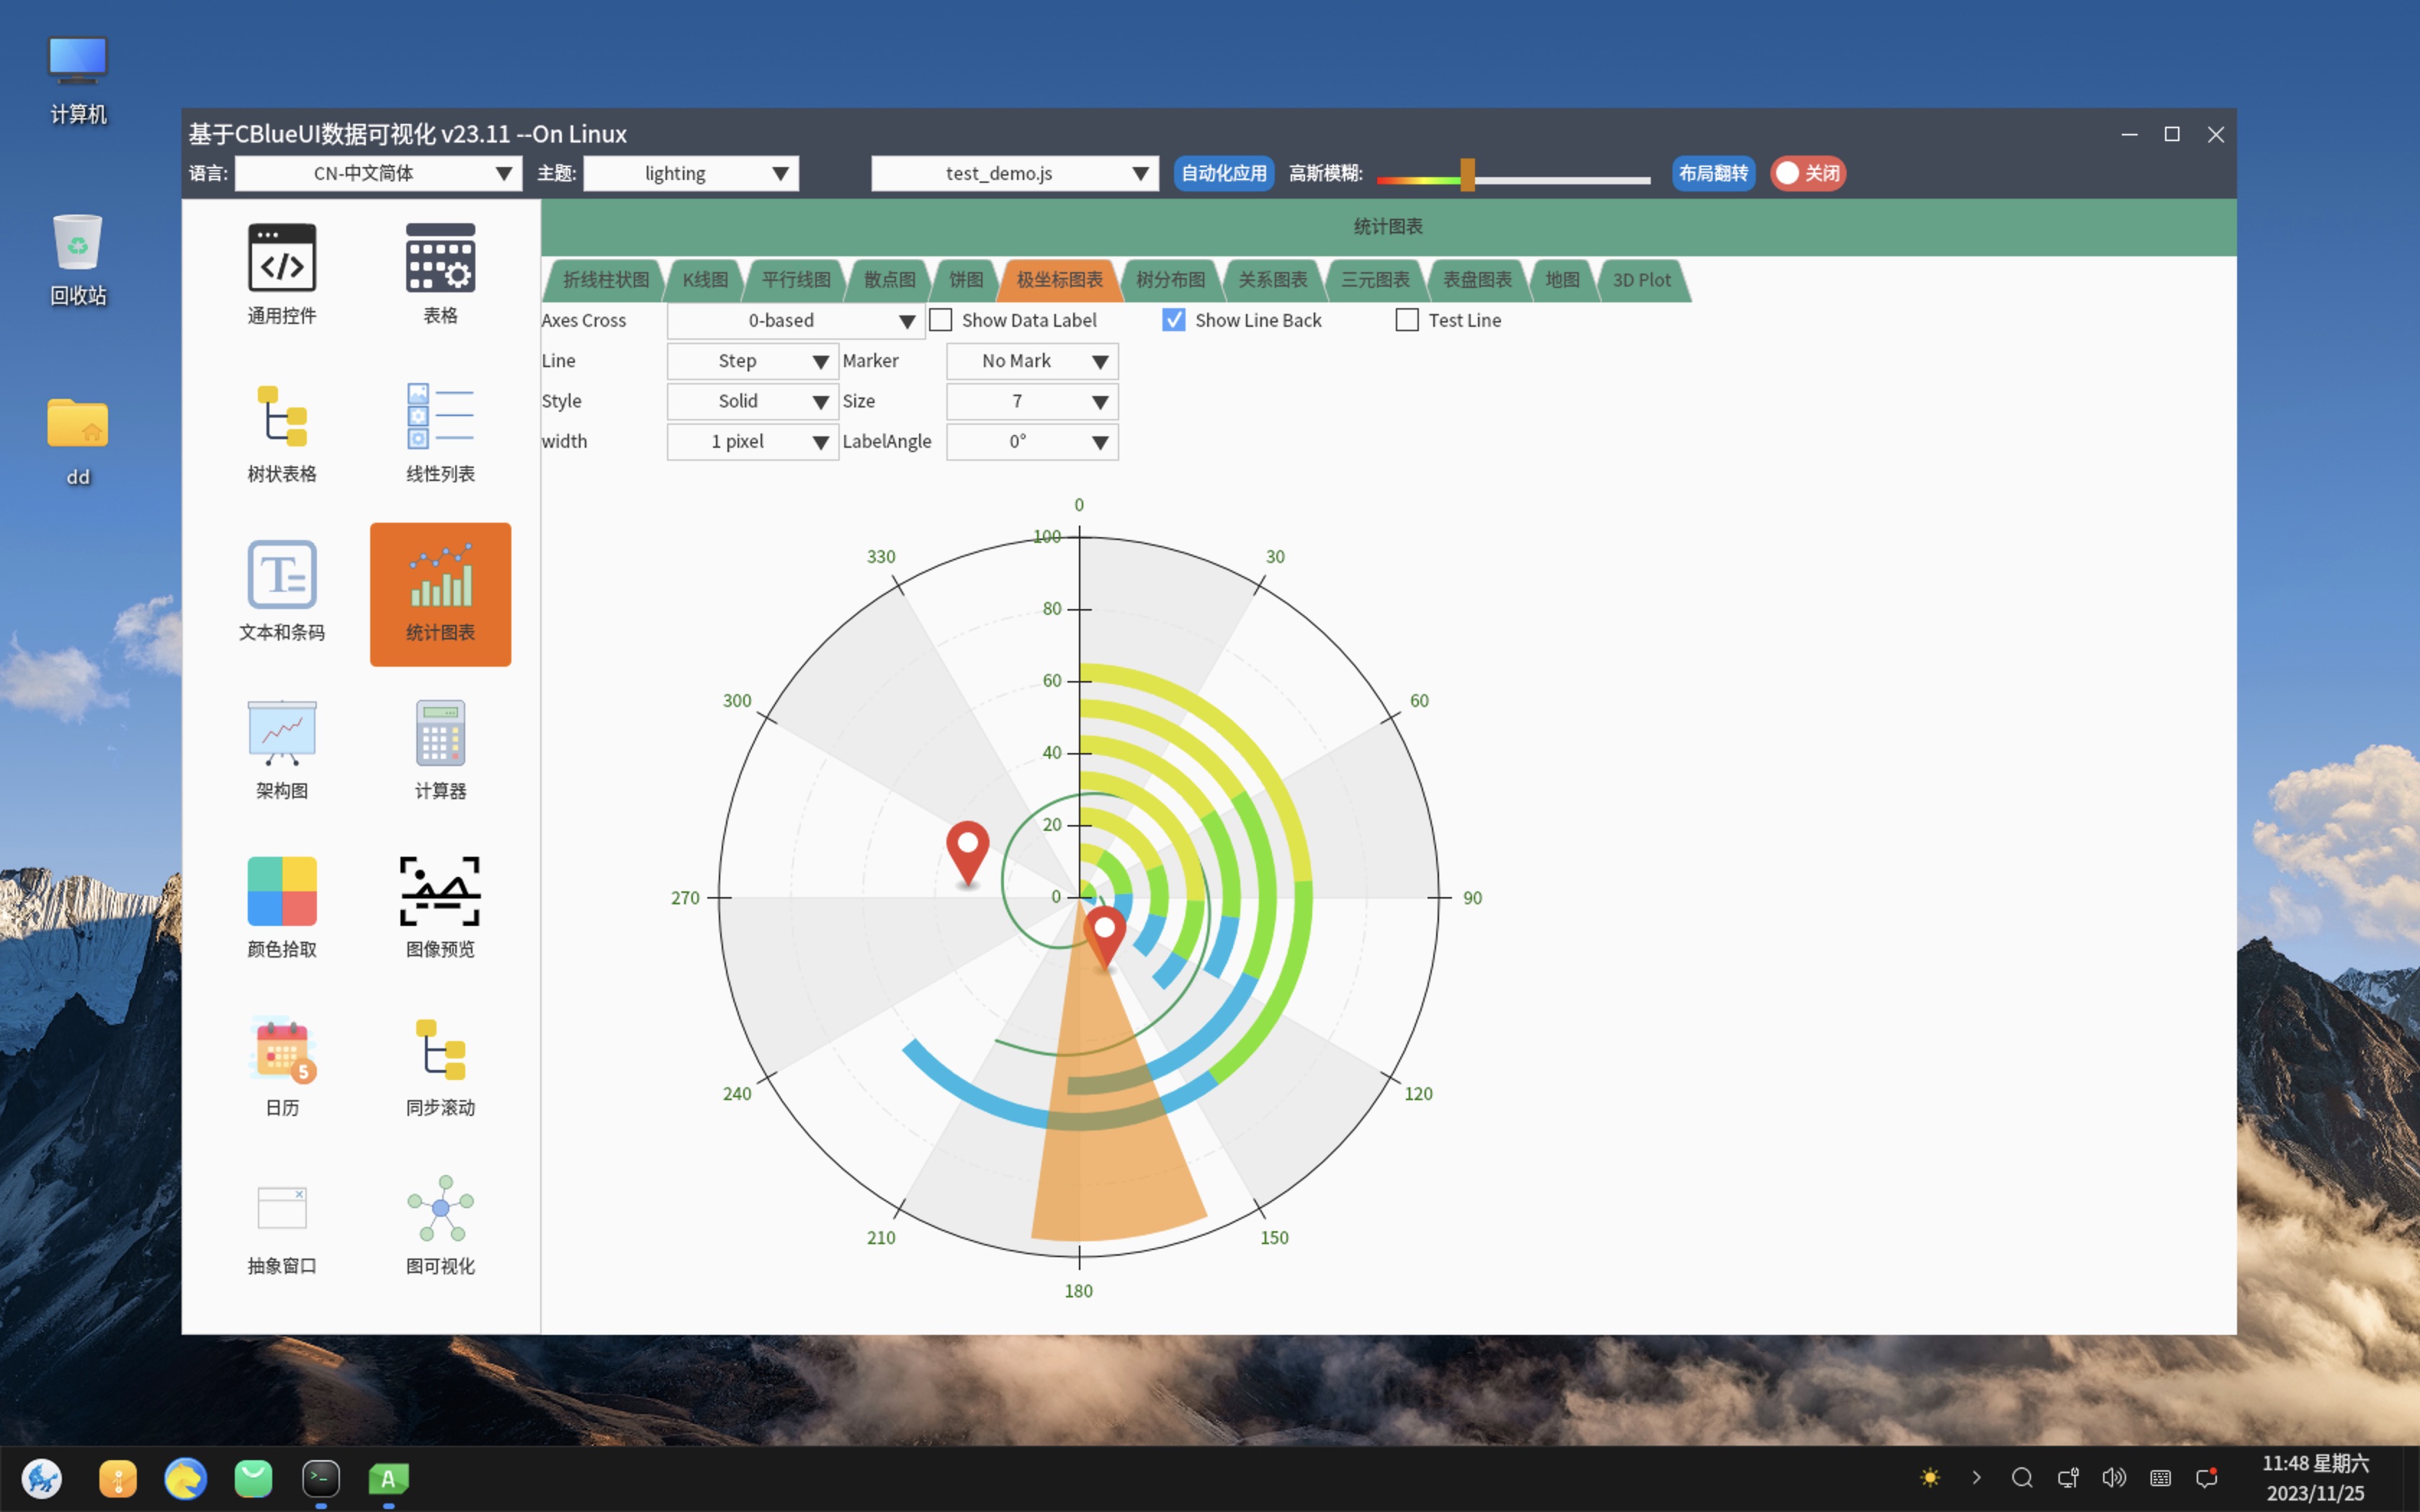 计算机
回收站
dd
基于CBlueUI数据可视化 v23.11 --On Linux
语言: CN-中文简体 主题: lighting test_demo.js 自动化应用 高斯模糊: 布局翻转 关闭
通用控件 表格
树状表格 线性列表
文本和条码 统计图表
架构图 计算器
颜色拾取 图像预览
5
日历 同步滚动
抽象窗口 图可视化
统计图表
折线柱状图 K线图 平行线图 散点图 饼图 极坐标图表 树分布图 关系图表 三元图表 表盘图表 地图 3D Plot
Axes Cross 0-based Show Data Label Show Line Back Test Line
Line Step Marker No Mark
Style Solid Size 7
width 1 pixel LabelAngle 0°
0
100
330 30
80
300 60 60
40
20
270 0 90
240 120
210 150
180
A
11:48 星期六
2023/11/25